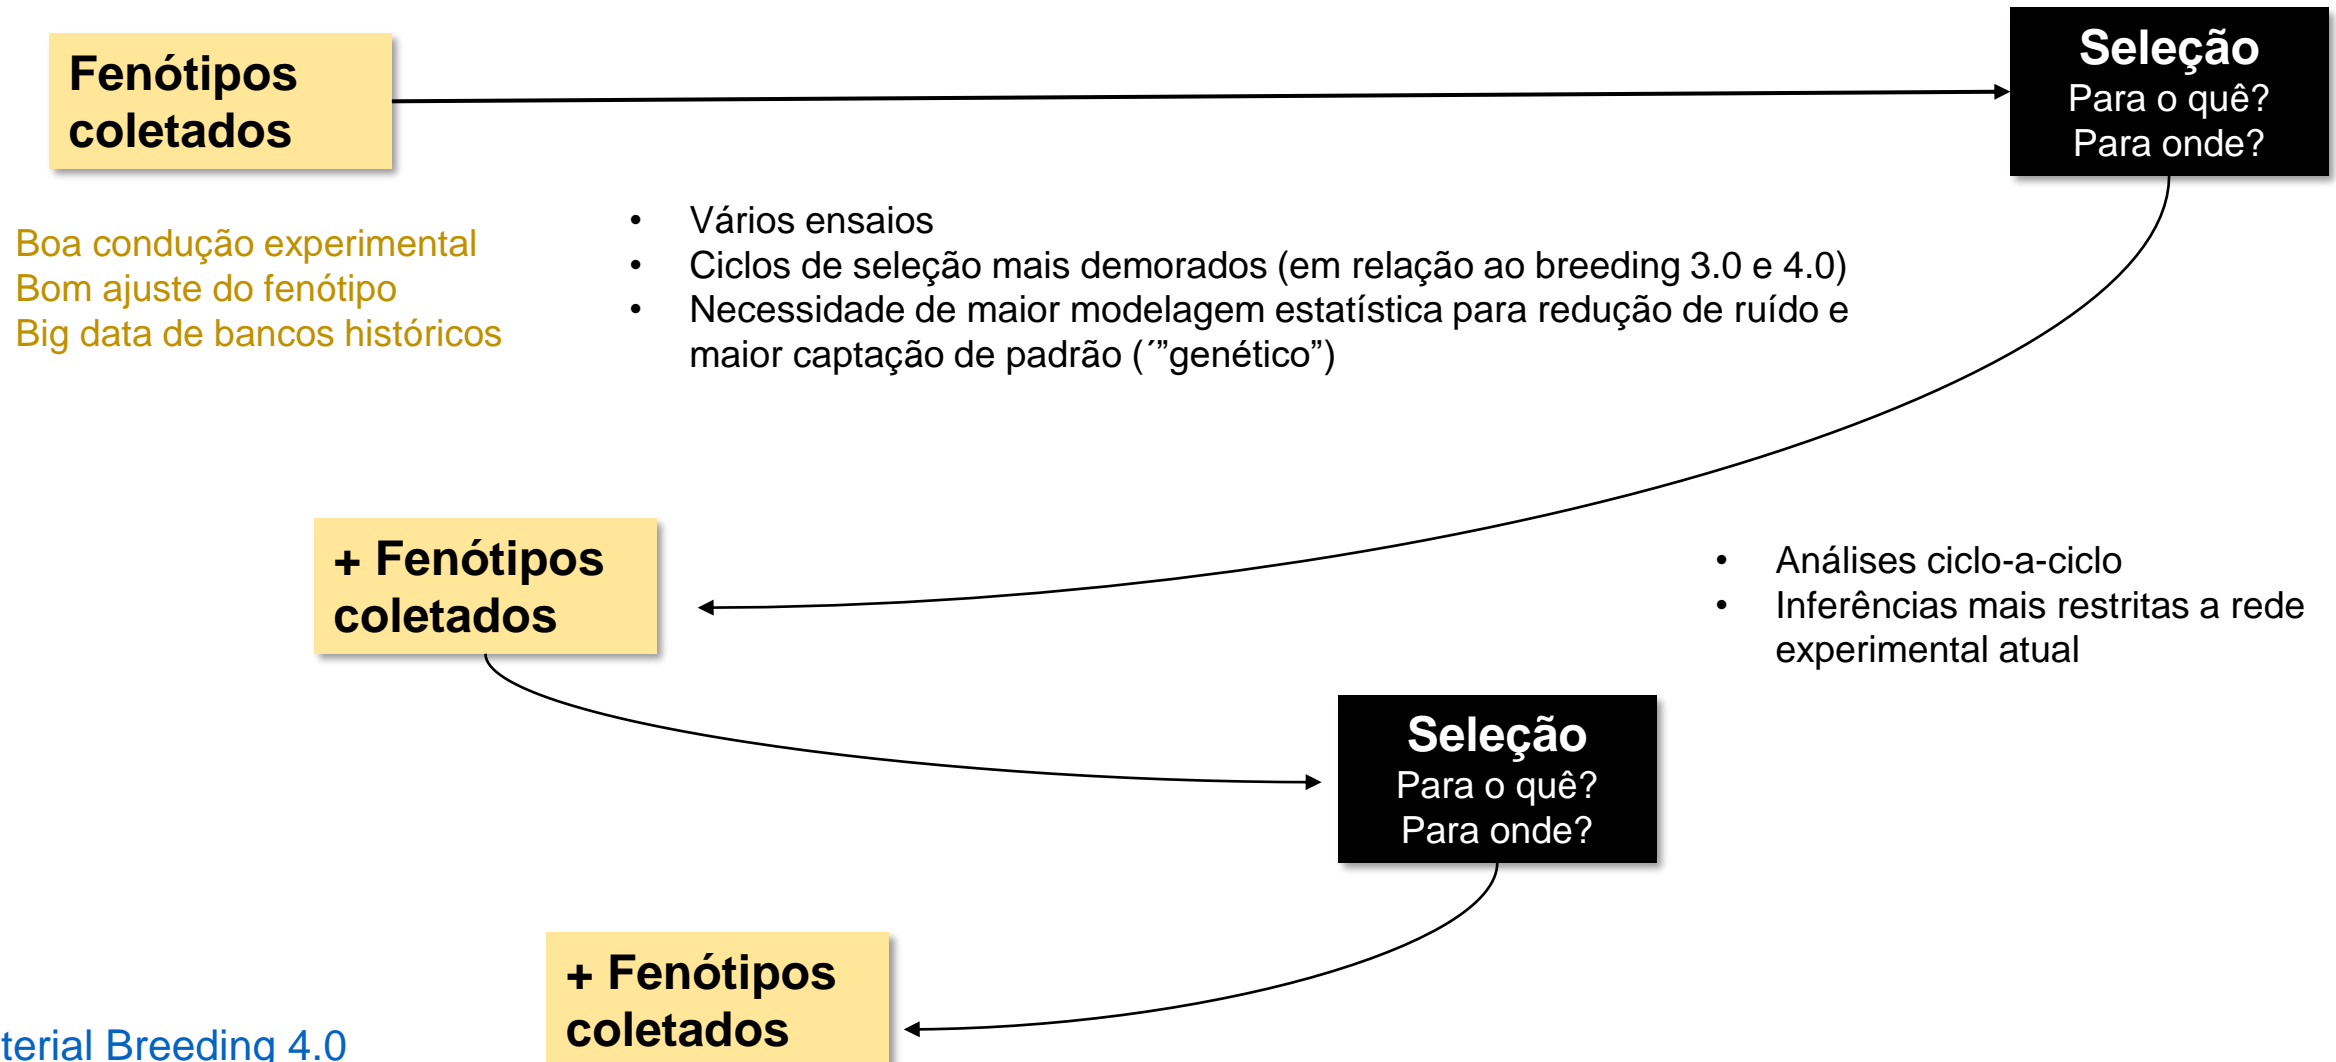 Fenótipos
coletados
Seleção
Para o quê?
Para onde?
Boa condução experimental
Bom ajuste do fenótipo
Big data de bancos históricos
• Vários ensaios
• Ciclos de seleção mais demorados (em relação ao breeding 3.0 e 4.0)
• Necessidade de maior modelagem estatística para redução de ruído e
maior captação de padrão (´”genético”)
+ Fenótipos
coletados
• Análises ciclo-a-ciclo
• Inferências mais restritas a rede
experimental atual
Seleção
Para o quê?
Para onde?
+ Fenótipos
coletados
terial Breeding 4.0